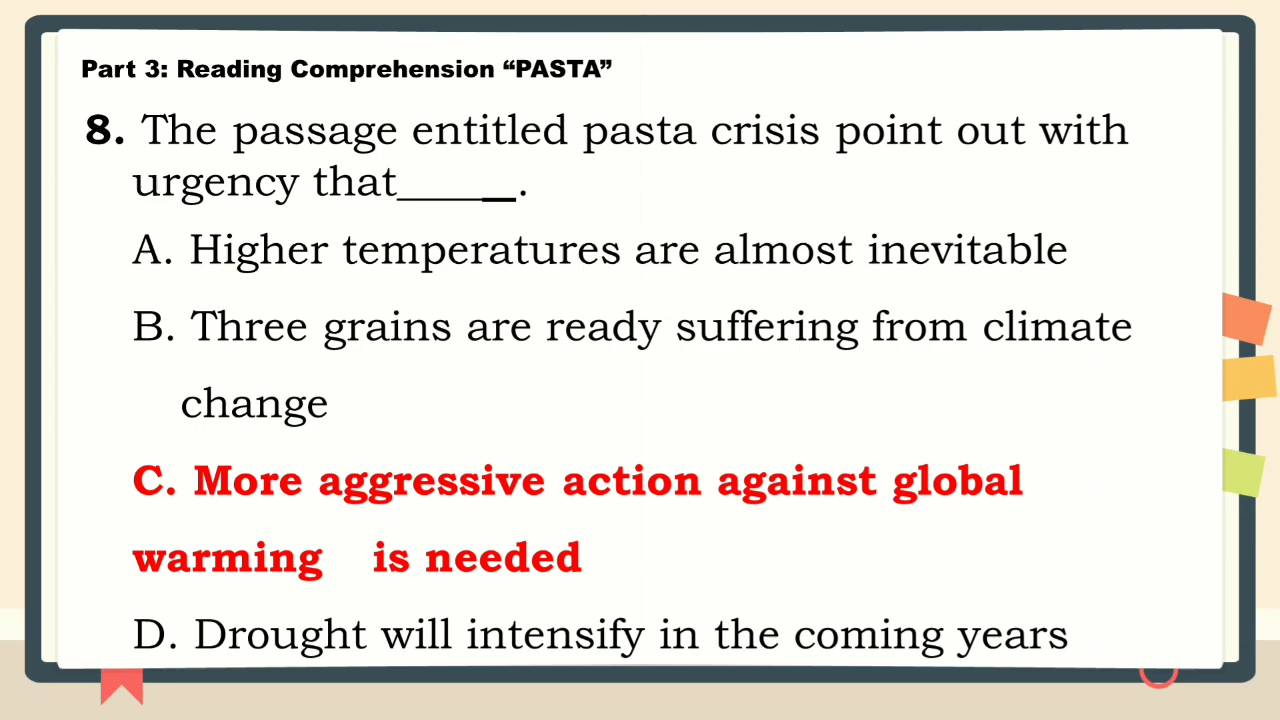 Part 3: Reading Comprehension “PASTA”
8. The passage entitled pasta crisis point out with
urgency that_____.
A. Higher temperatures are almost inevitable
B. Three grains are ready suffering from climate
change
C. More aggressive action against global
warming is needed
D. Drought will intensify in the coming years